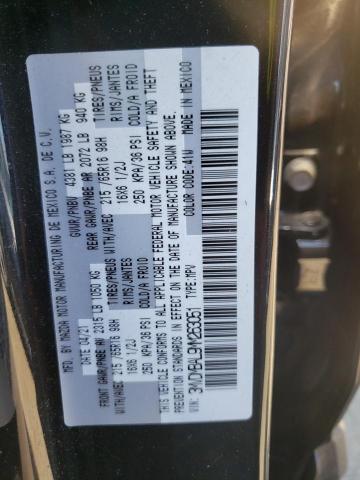 MFD. BY MAZDA MOTOR MANUFACTURING DE MEXICO S.A. DE C.V.
DATE 04/21 GVWR/PNBV 4381 LB 1987 KG
FRONT GAWR/PNBE AV 2315 LB 1050 KG REAR GAWR/PNBE AR 2072 LB 940 KG
WITH/AVEC 215/65R16 98H TIRES/PNEUS WITH/AVEC 215/65R16 98H TIRES/PNEUS
16X6 1/2J RIMS/JANTES 16X6 1/2J RIMS/JANTES
250 KPA/36 PSI COLD/A FROID 250 KPA/36 PSI COLD/A FROID
THIS VEHICLE CONFORMS TO ALL APPLICABLE FEDERAL MOTOR VEHICLE SAFETY AND THEFT
PREVENTION STANDARDS IN EFFECT ON THE DATE OF MANUFACTURE SHOWN ABOVE.
VIN: TYPE:MPV COLOR CODE:41W MADE IN MEXICO